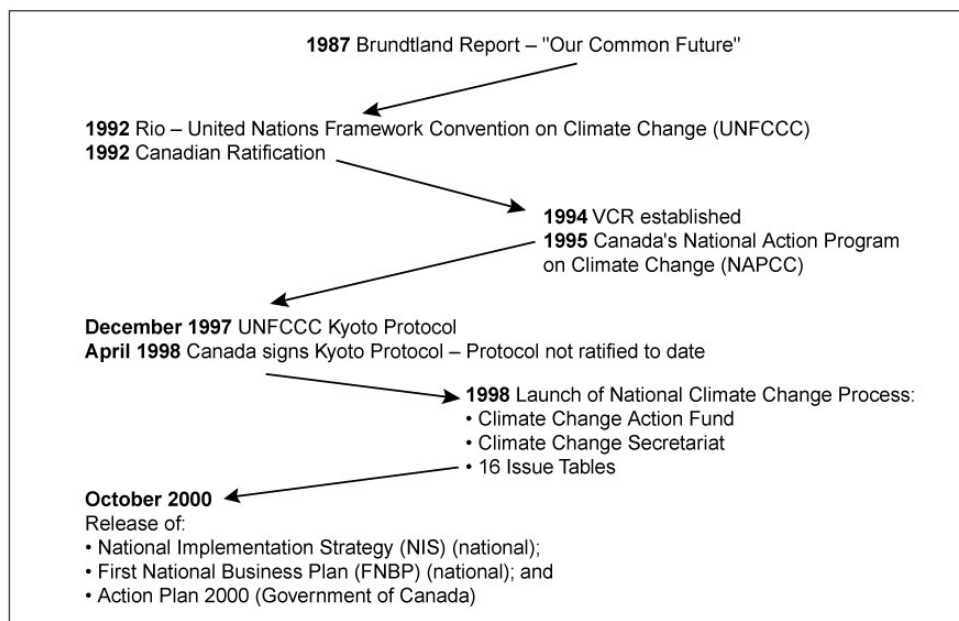 1987 Brundtland Report – "Our Common Future"
1992 Rio – United Nations Framework Convention on Climate Change (UNFCCC)
1992 Canadian Ratification
1994 VCR established
1995 Canada's National Action Program
on Climate Change (NAPCC)
December 1997 UNFCCC Kyoto Protocol
April 1998 Canada signs Kyoto Protocol – Protocol not ratified to date
1998 Launch of National Climate Change Process:
• Climate Change Action Fund
• Climate Change Secretariat
• 16 Issue Tables
October 2000
Release of:
• National Implementation Strategy (NIS) (national);
• First National Business Plan (FNBP) (national); and
• Action Plan 2000 (Government of Canada)